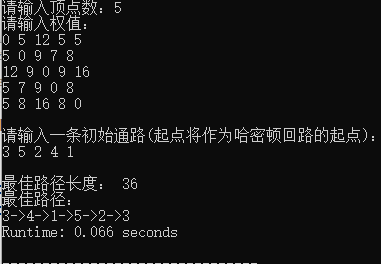 请输入顶点数：5
请输入权值：
0 5 12 5 5
5 0 9 7 8
12 9 0 9 16
5 7 9 0 8
5 8 16 8 0
请输入一条初始通路(起点将作为哈密顿回路的起点)：
3 5 2 4 1
最佳路径长度： 36
最佳路径：
3->4->1->5->2->3
Runtime: 0.066 seconds
--------------------------------